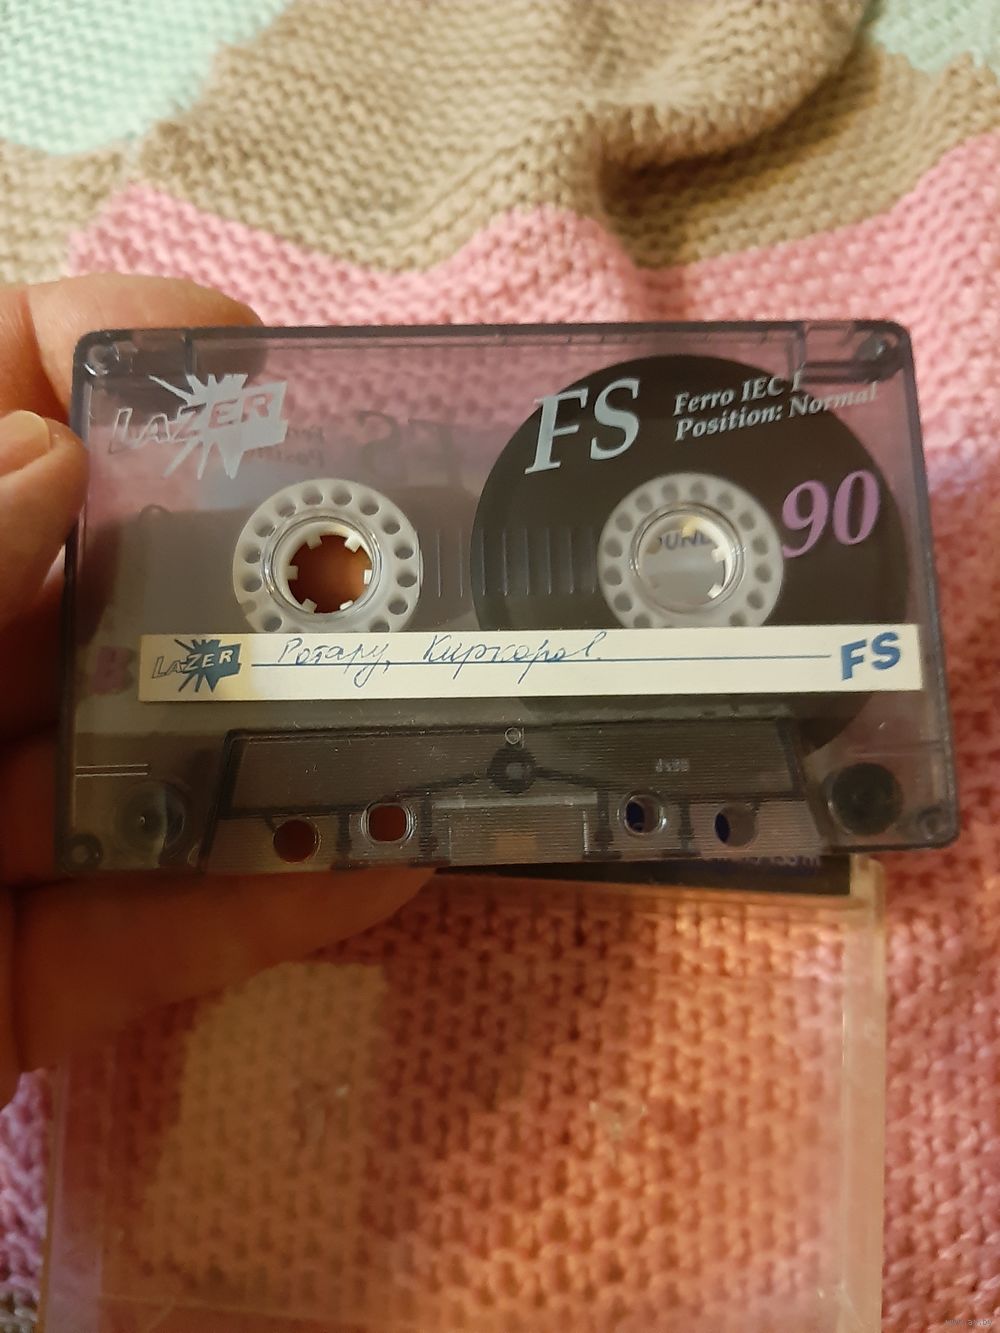 LAZER
FS
Ferro IEC I
Position: Normal
90
B
LAZER Ротару, Киркоров. FS